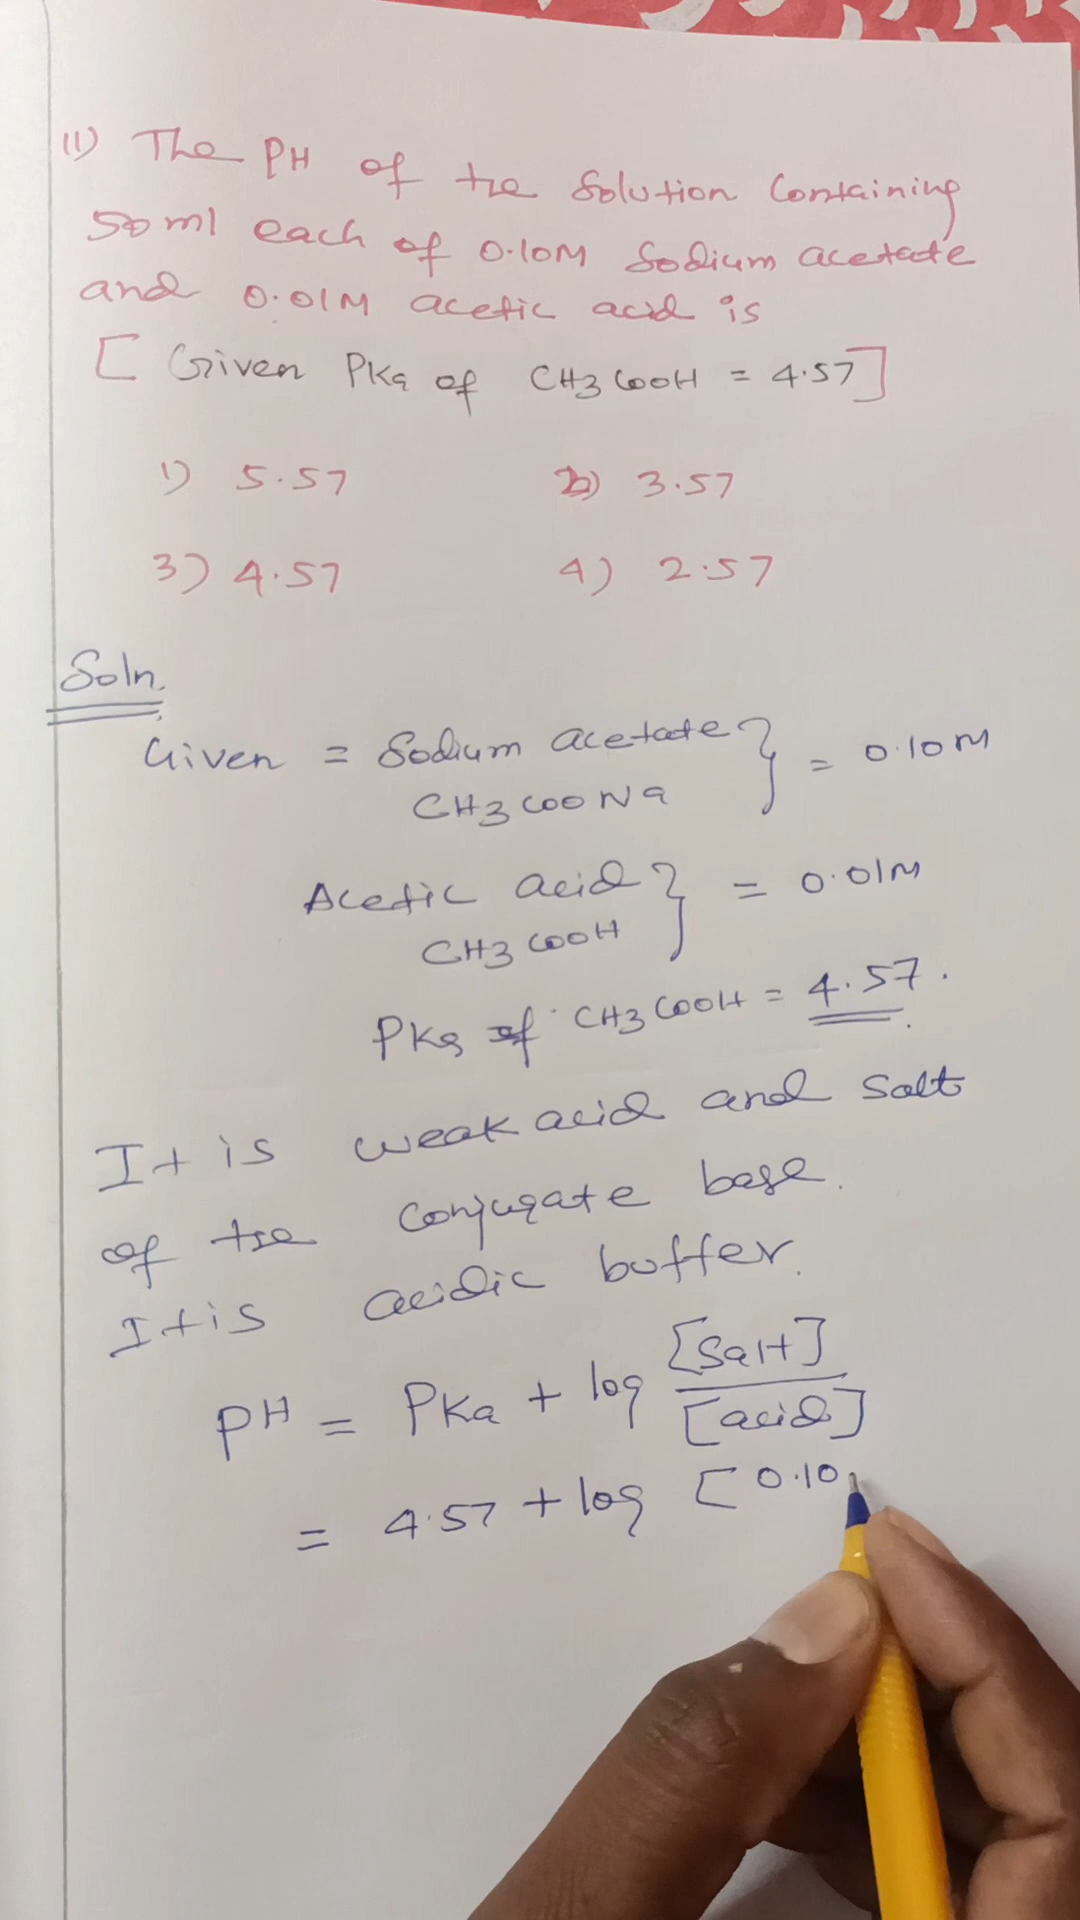 11) The PH of the Solution Containing
50 ml each of 0.10M Sodium acetate
and 0.01M acetic acid is
[ Given PKa of CH3COOH = 4.57]
1) 5.57 2) 3.57
3) 4.57 4) 2.57
Soln.
Given = Sodium acetate } = 0.10M
CH3COONa
Acetic acid } = 0.01M
CH3COOH
PKa of CH3COOH = 4.57.
It is weak acid and salt
of the conjugate base.
It is acidic buffer.
PH = PKa + log [Salt]
[acid]
= 4.57 + log [0.10